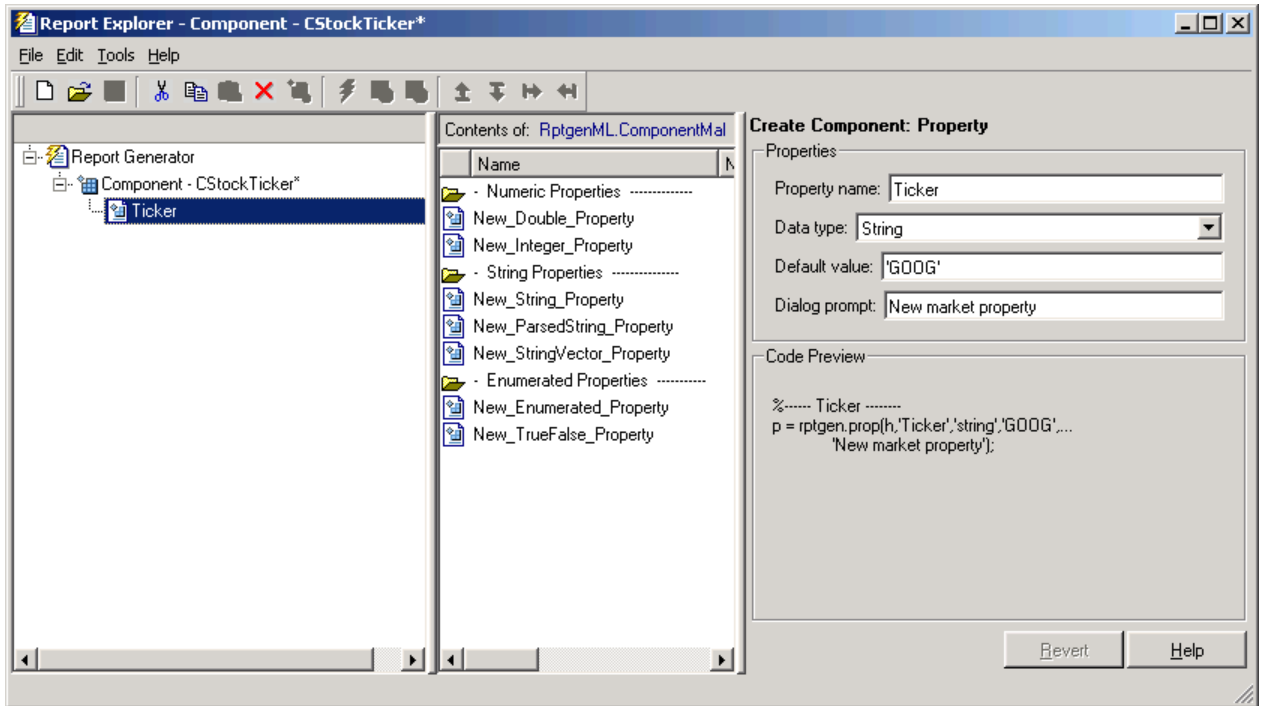 Report Explorer - Component - CStockTicker*
File Edit Tools Help
Report Generator
Component - CStockTicker*
Ticker
Contents of: RptgenML.ComponentMal
Name N
- Numeric Properties --------------
New_Double_Property
New_Integer_Property
- String Properties ---------------
New_String_Property
New_ParsedString_Property
New_StringVector_Property
- Enumerated Properties -----------
New_Enumerated_Property
New_TrueFalse_Property
Create Component: Property
Properties
Property name: Ticker
Data type: String
Default value: 'GOOG'
Dialog prompt: New market property
Code Preview
%------ Ticker --------
p = rptgen.prop(h,'Ticker','string','GOOG',...
'New market property');
Revert Help